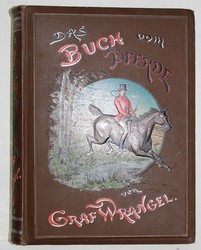 DAS
BUCH VOM
PFERDE
VON
GRAF WRANGEL.